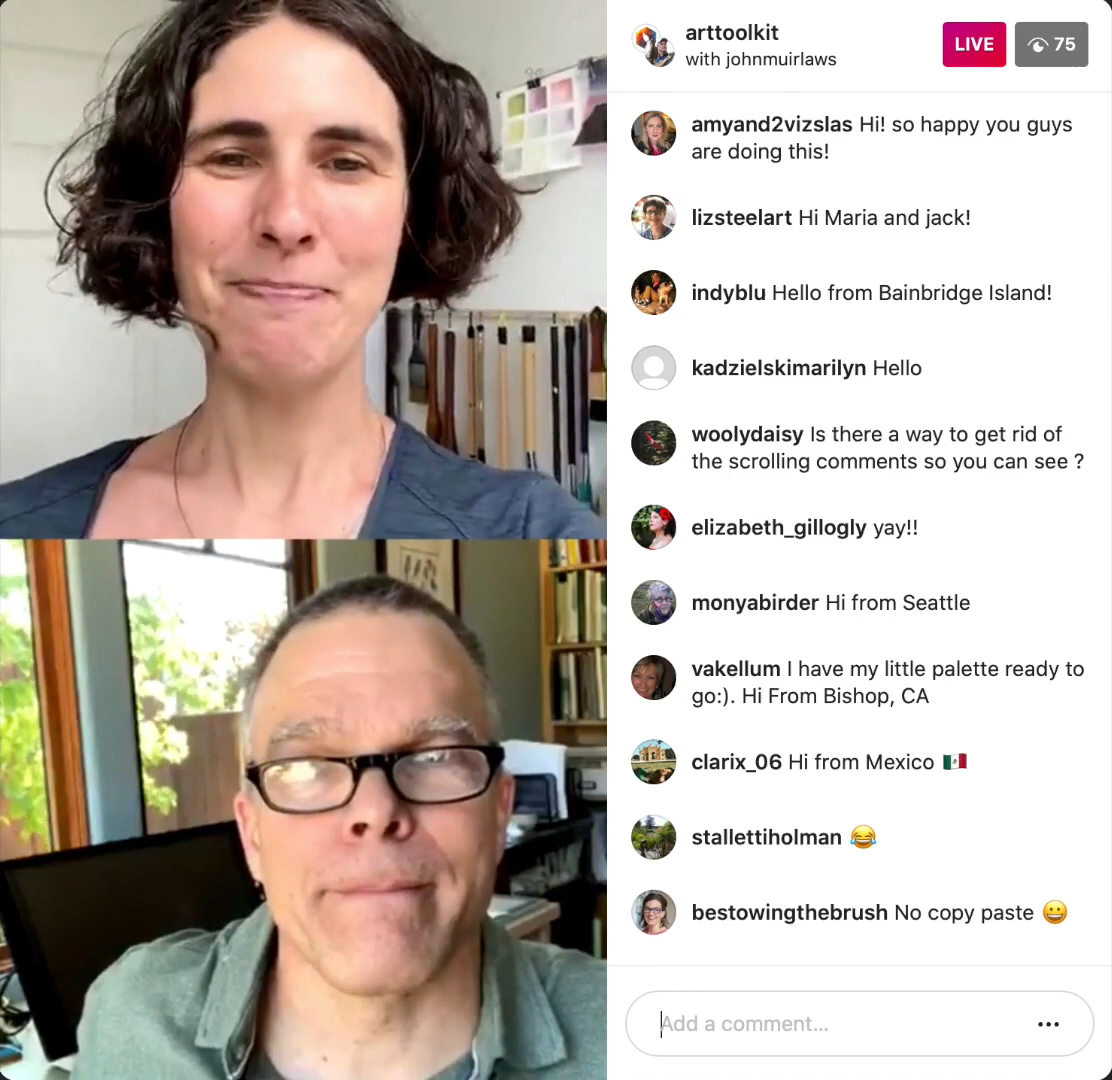 arttoolkit
with johnmuirlaws
LIVE
75
amyand2vizslas Hi! so happy you guys
are doing this!
lizsteelart Hi Maria and jack!
indyblu Hello from Bainbridge Island!
kadzielskimarilyn Hello
woolydaisy Is there a way to get rid of
the scrolling comments so you can see ?
elizabeth_gillogly yay!!
monyabirder Hi from Seattle
vakellum I have my little palette ready to
go:). Hi From Bishop, CA
clarix_06 Hi from Mexico 🇲🇽
stallettiholman 😂
bestowingthebrush No copy paste 😀
Add a comment...